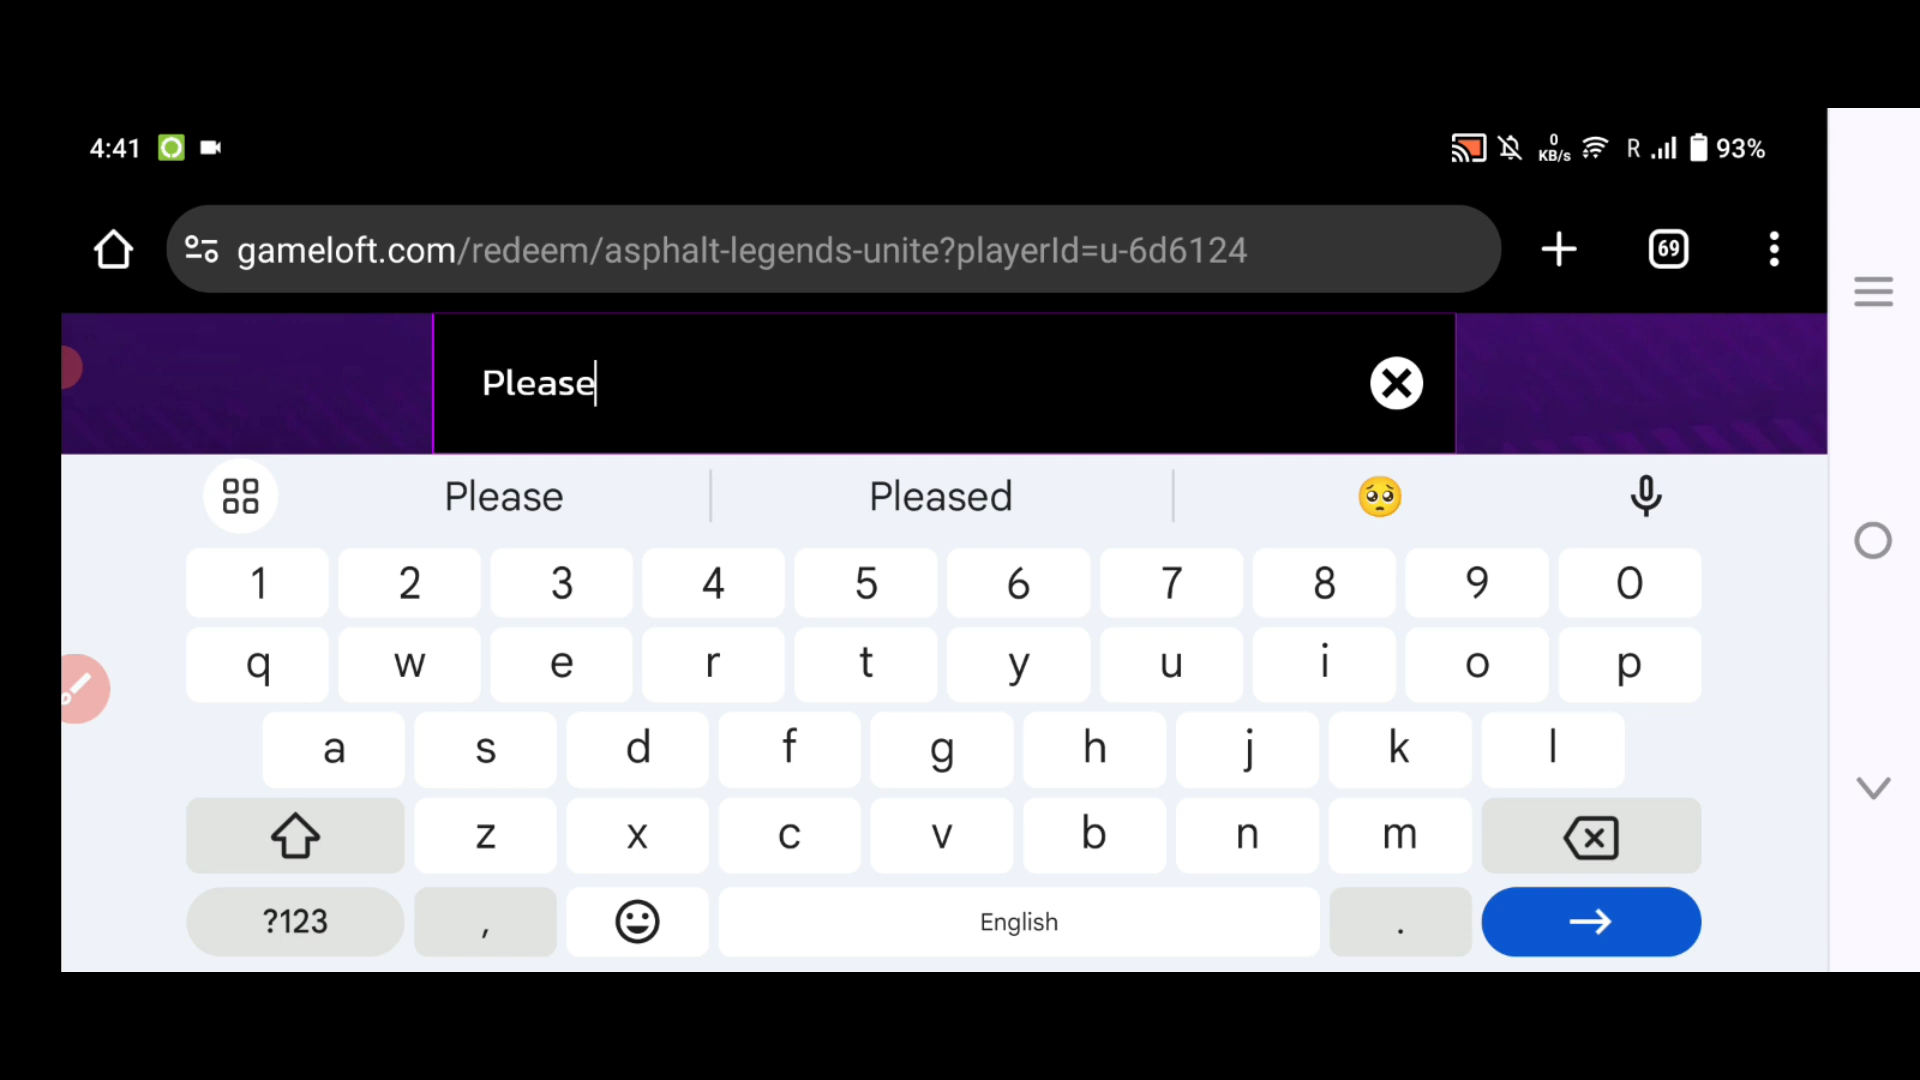 4:41 0 KB/s R 93%
gameloft.com/redeem/asphalt-legends-unite?playerId=u-6d6124 69
Please
Please Pleased
1 2 3 4 5 6 7 8 9 0
q w e r t y u i o p
a s d f g h j k l
z x c v b n m
?123 , English .